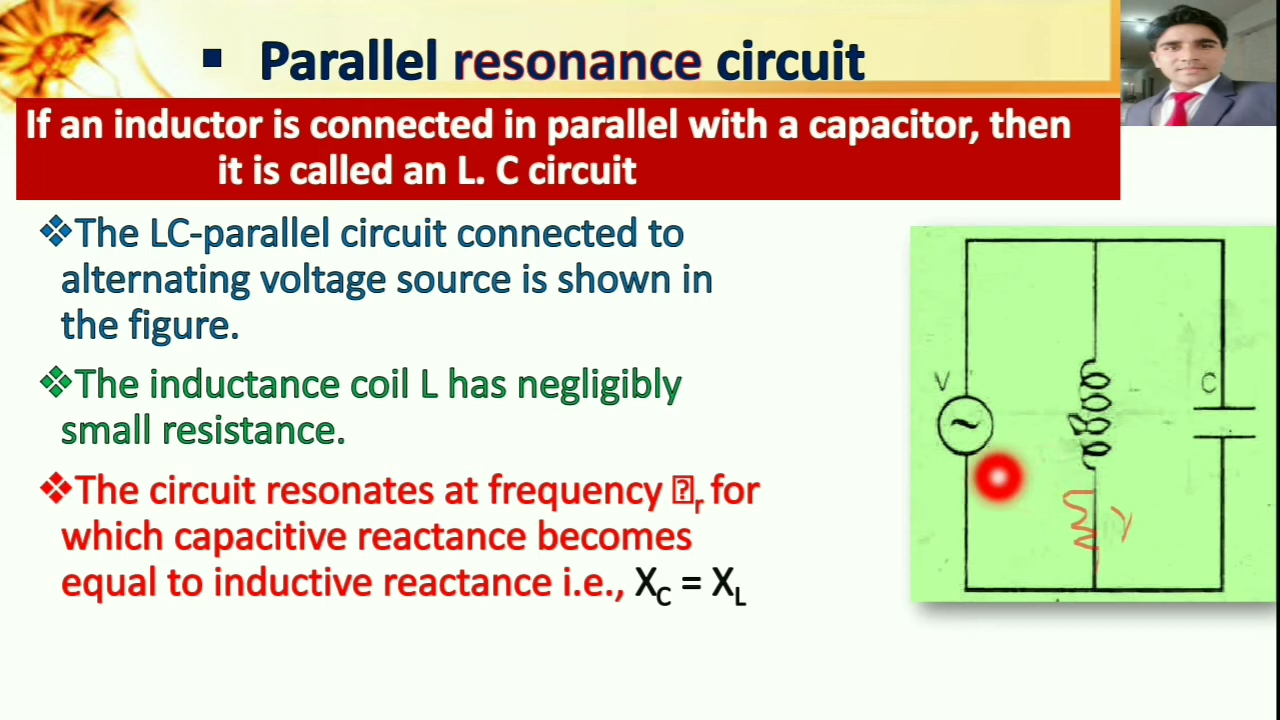 ▪ Parallel resonance circuit
If an inductor is connected in parallel with a capacitor, then
it is called an L. C circuit
❖The LC-parallel circuit connected to
alternating voltage source is shown in
the figure.
❖The inductance coil L has negligibly
small resistance.
❖The circuit resonates at frequency ⍰r for
which capacitive reactance becomes
equal to inductive reactance i.e., XC = XL
V
~
C